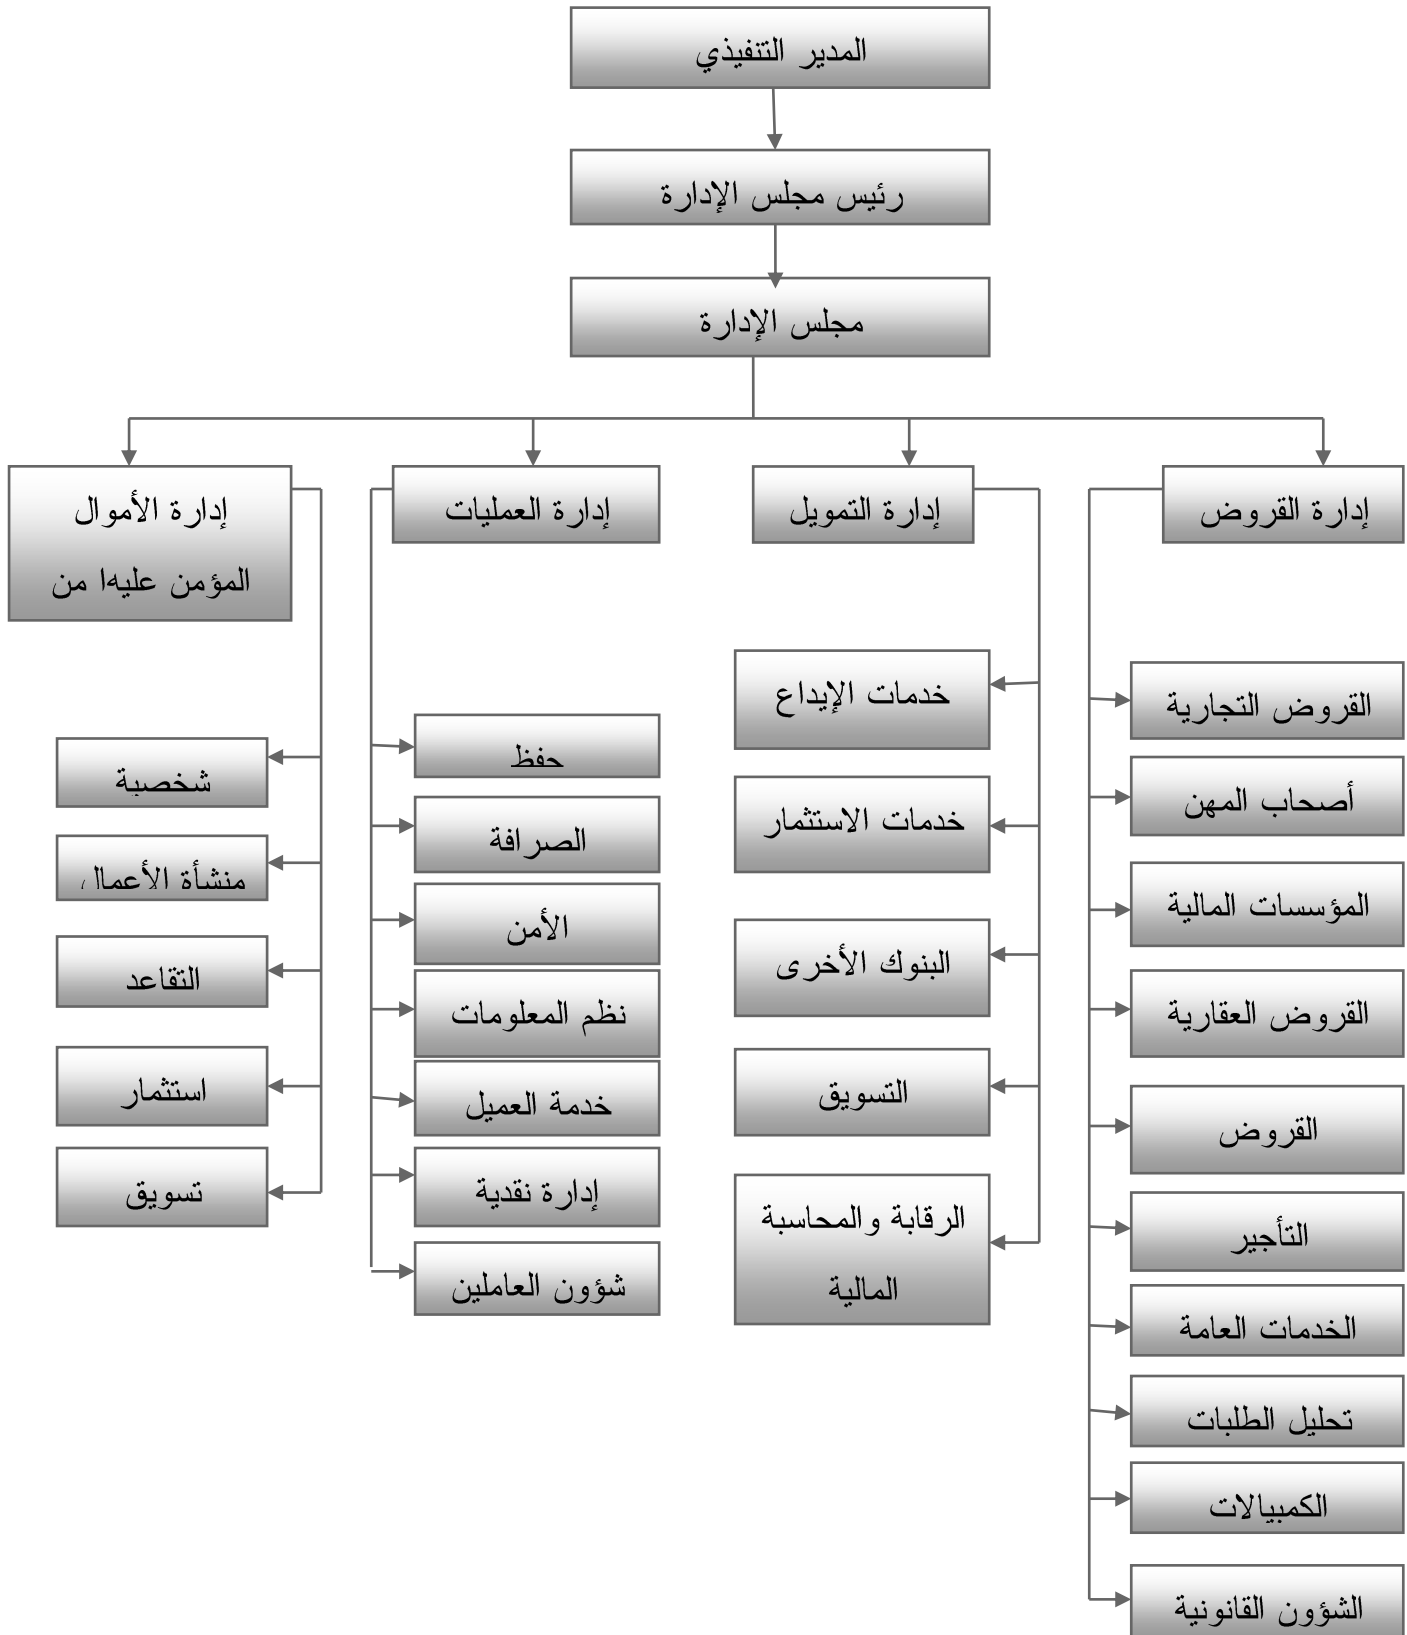 المدير التنفيذي
رئيس مجلس الإدارة
مجلس الإدارة
إدارة القروض
إدارة التمويل
إدارة العمليات
إدارة الأموال
المؤمن عليها من
القروض التجارية
أصحاب المهن
المؤسسات المالية
القروض العقارية
القروض
التأجير
الخدمات العامة
تحليل الطلبات
الكمبيالات
الشؤون القانونية
خدمات الإيداع
خدمات الاستثمار
البنوك الأخرى
التسويق
الرقابة والمحاسبة
المالية
حفظ
الصرافة
الأمن
نظم المعلومات
خدمة العميل
إدارة نقدية
شؤون العاملين
شخصية
منشأة الأعمال
التقاعد
استثمار
تسويق